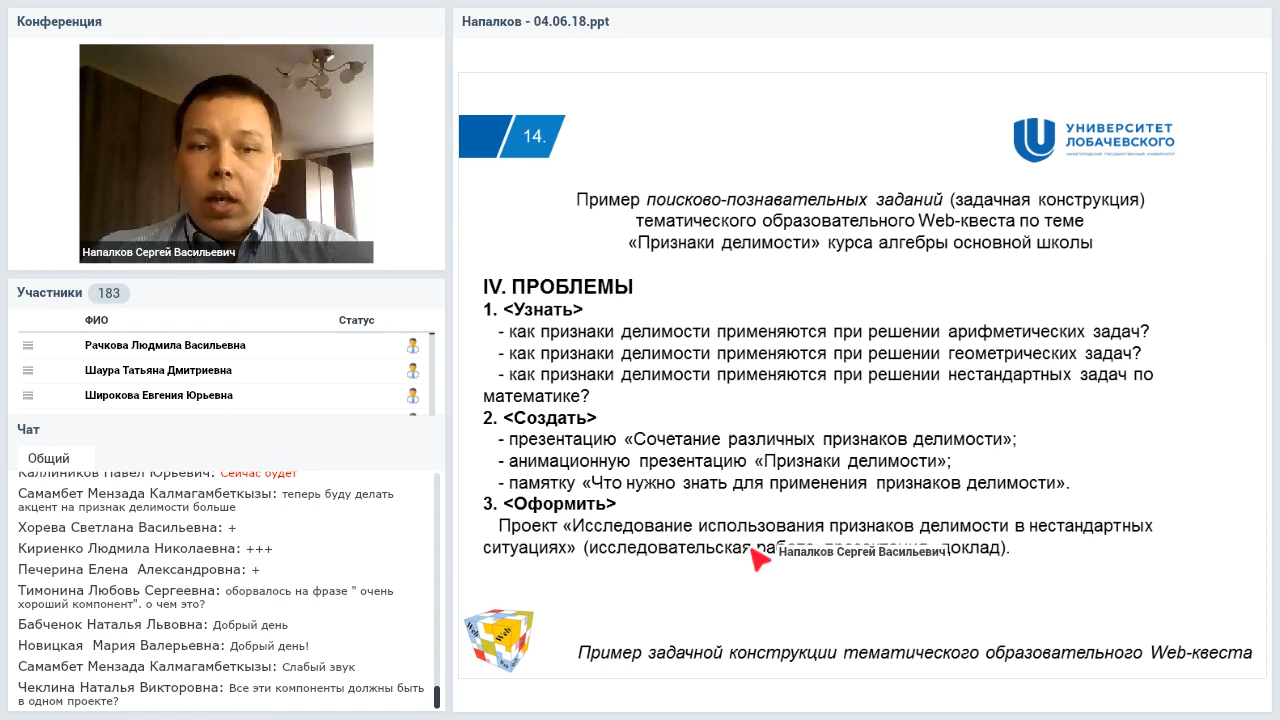 Конференция
Напалков Сергей Васильевич
Участники 183
ФИО Статус
Рачкова Людмила Васильевна
Шаура Татьяна Дмитриевна
Широкова Евгения Юрьевна
Чат
Общий
Каллиников Павел Юрьевич: Сейчас будет
Самамбет Мензада Калмагамбеткызы: теперь буду делать
акцент на признак делимости больше
Хорева Светлана Васильевна: +
Кириенко Людмила Николаевна: +++
Печерина Елена Александровна: +
Тимонина Любовь Сергеевна: оборвалось на фразе " очень
хороший компонент". о чем это?
Бабченок Наталья Львовна: Добрый день
Новицкая Мария Валерьевна: Добрый день!
Самамбет Мензада Калмагамбеткызы: Слабый звук
Чеклина Наталья Викторовна: Все эти компоненты должны быть
в одном проекте?
Напалков - 04.06.18.ppt
14.
УНИВЕРСИТЕТ
ЛОБАЧЕВСКОГО
Пример поисково-познавательных заданий (задачная конструкция)
тематического образовательного Web-квеста по теме
«Признаки делимости» курса алгебры основной школы
IV. ПРОБЛЕМЫ
1. <Узнать>
- как признаки делимости применяются при решении арифметических задач?
- как признаки делимости применяются при решении геометрических задач?
- как признаки делимости применяются при решении нестандартных задач по
математике?
2. <Создать>
- презентацию «Сочетание различных признаков делимости»;
- анимационную презентацию «Признаки делимости»;
- памятку «Что нужно знать для применения признаков делимости».
3. <Оформить>
Проект «Исследование использования признаков делимости в нестандартных
ситуациях» (исследовательская доклад).
Напалков Сергей Васильевич
Web
Web
Web
Пример задачной конструкции тематического образовательного Web-квеста